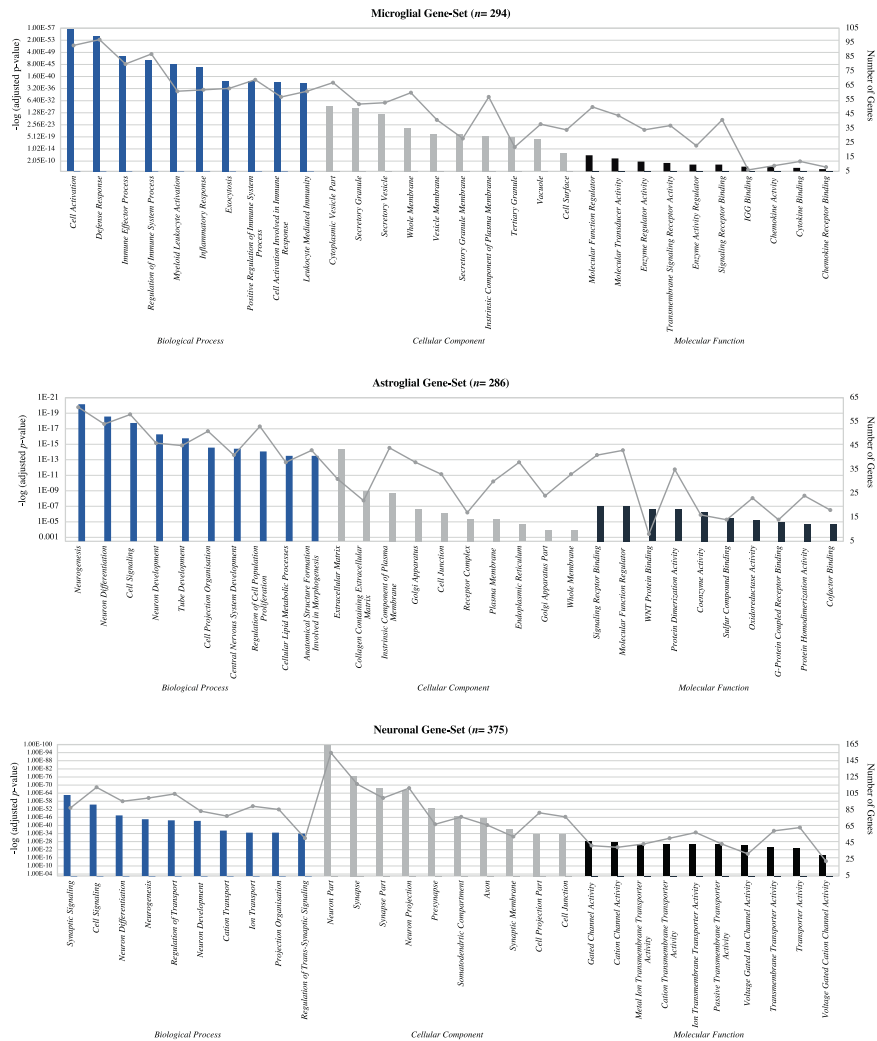 Microglial Gene-Set (n= 294)
-log (adjusted p-value)
1.00E-57
2.00E-53
4.00E-49
8.00E-45
1.60E-40
3.20E-36
6.40E-32
1.28E-27
2.56E-23
5.12E-19
1.02E-14
2.05E-10
105
95
85
75
65
55
45
35
25
15
5
Number of Genes
Cell Activation
Defense Response
Immune Effector Process
Regulation of Immune System Process
Myeloid Leukocyte Activation
Inflammatory Response
Exocytosis
Positive Regulation of Immune System
Process
Cell Activation Involved in Immune
Response
Leukocyte Mediated Immunity
Cytoplasmic Vesicle Part
Secretory Granule
Secretory Vesicle
Whole Membrane
Vesicle Membrane
Secretory Granule Membrane
Instrinsic Component of Plasma Membrane
Tertiary Granule
Vacuole
Cell Surface
Molecular Function Regulator
Molecular Transducer Activity
Enzyme Regulator Activity
Transmembrane Signaling Receptor Activity
Enzyme Activity Regulator
Signaling Receptor Binding
IGG Binding
Chemokine Activity
Cytokine Binding
Chemokine Receptor Binding
Biological Process
Cellular Component
Molecular Function
Astroglial Gene-Set (n= 286)
-log (adjusted p-value)
1E-21
1E-19
1E-17
1E-15
1E-13
1E-11
1E-09
1E-07
1E-05
0.001
65
55
45
35
25
15
5
Number of Genes
Neurogenesis
Neuron Differentiation
Cell Signaling
Neuron Development
Tube Development
Cell Projection Organisation
Central Nervous System Development
Regulation of Cell Population
Proliferation
Cellular Lipid Metabolic Processes
Anatomical Structure Formation
Involved in Morphogenesis
Extracellular Matrix
Collagen Containing Extracellular
Matrix
Instrinsic Component of Plasma
Membrane
Golgi Apparatus
Cell Junction
Receptor Complex
Plasma Membrane
Endoplasmic Reticulum
Golgi Apparatus Part
Whole Membrane
Signaling Receptor Binding
Molecular Function Regulator
WNT Protein Binding
Protein Dimerization Activity
Coenzyme Activity
Sulfur Compound Binding
Oxidoreductase Activity
G-Protein Coupled Receptor Binding
Protein Homodimerization Activity
Cofactor Binding
Biological Process
Cellular Component
Molecular Function
Neuronal Gene-Set (n= 375)
-log (adjusted p-value)
1.00E-100
1.00E-94
1.00E-88
1.00E-82
1.00E-76
1.00E-70
1.00E-64
1.00E-58
1.00E-52
1.00E-46
1.00E-40
1.00E-34
1.00E-28
1.00E-22
1.00E-16
1.00E-10
1.00E-04
165
145
125
105
85
65
45
25
5
Number of Genes
Synaptic Signaling
Cell Signaling
Neuron Differentiation
Neurogenesis
Regulation of Transport
Neuron Development
Cation Transport
Ion Transport
Projection Organisation
Regulation of Trans-Synaptic Signaling
Neuron Part
Synapse
Synapse Part
Neuron Projection
Presynapse
Somatodendritic Compartment
Axon
Synaptic Membrane
Cell Projection Part
Cell Junction
Gated Channel Activity
Cation Channel Activity
Metal Ion Transmembrane Transporter
Activity
Cation Transmembrane Transporter
Activity
Ion Transmembrane Transporter Activity
Passive Transmembrane Transporter
Activity
Voltage Gated Ion Channel Activity
Transmembrane Transporter Activity
Transporter Activity
Voltage Gated Cation Channel Activity
Biological Process
Cellular Component
Molecular Function